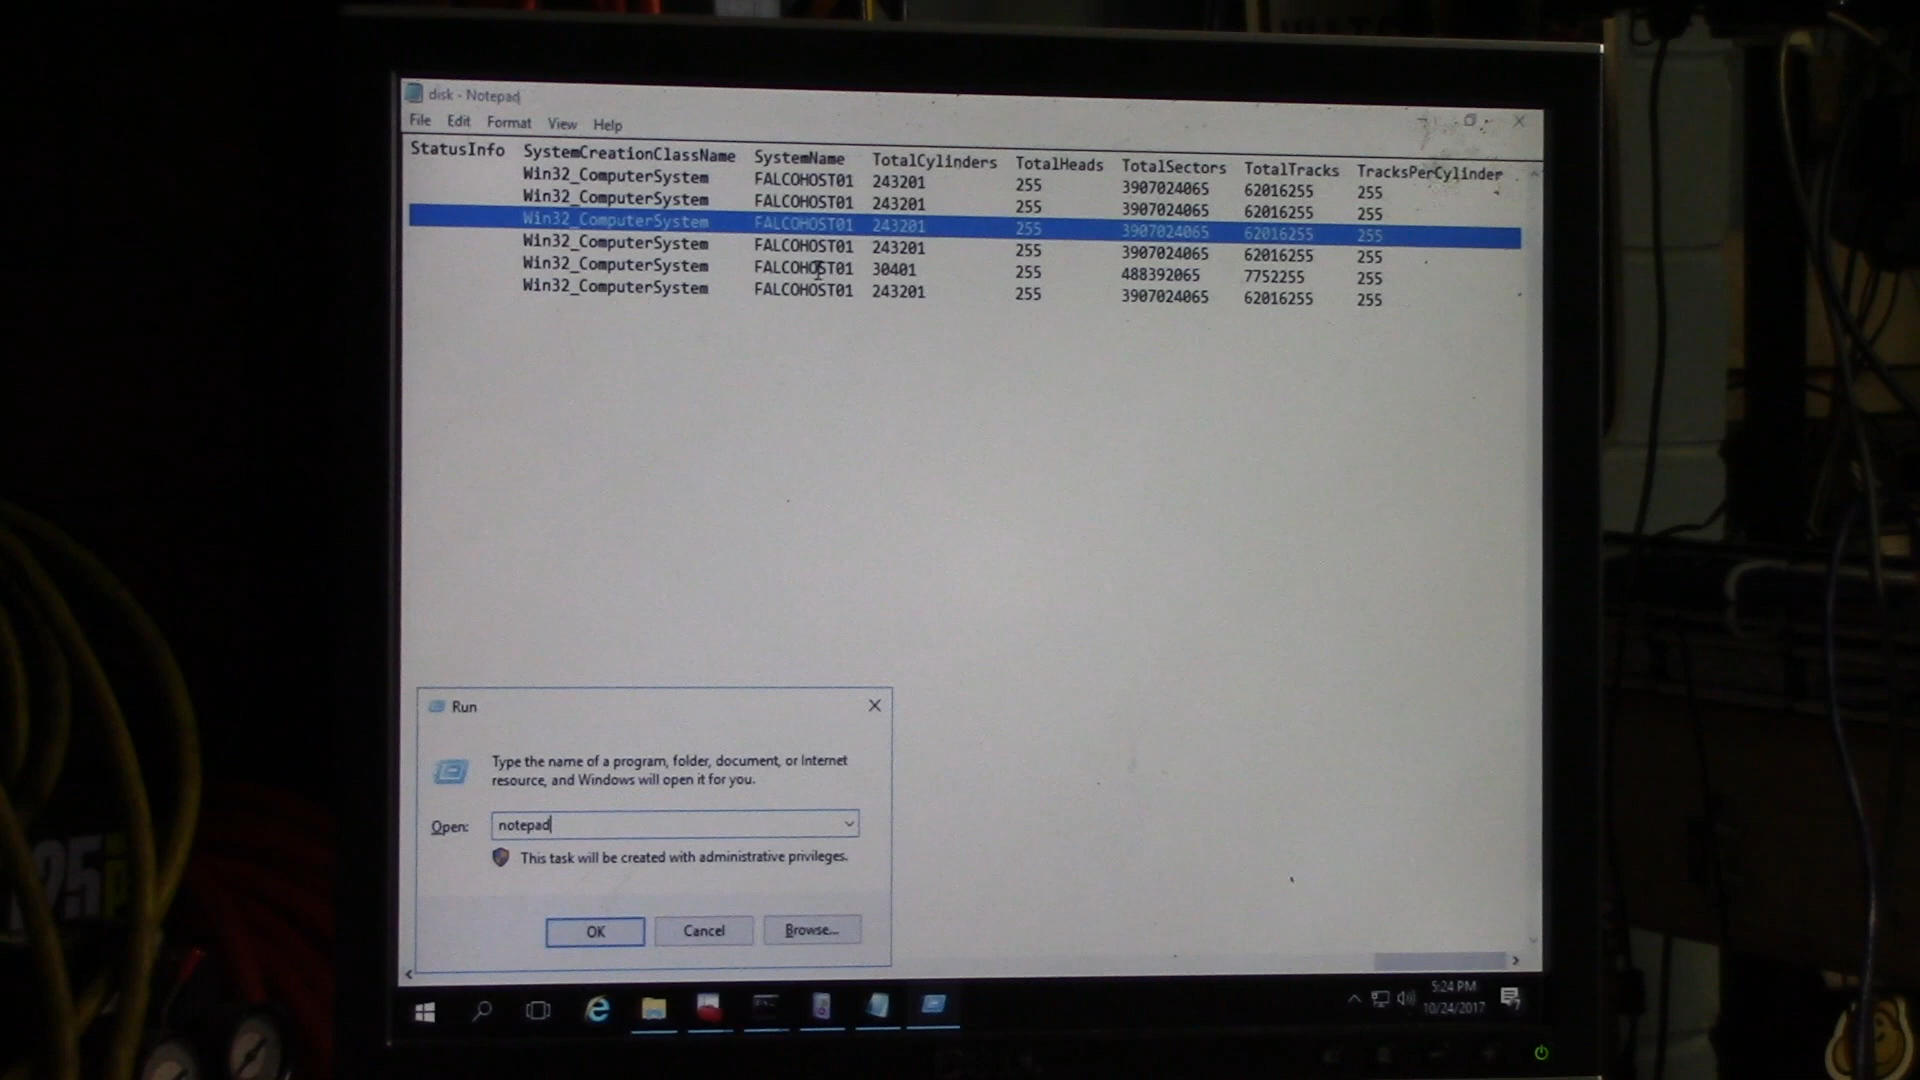 disk - Notepad
File Edit Format View Help
StatusInfo SystemCreationClassName SystemName TotalCylinders TotalHeads TotalSectors TotalTracks TracksPerCylinder
Win32_ComputerSystem FALCOHOST01 243201 255 3907024065 62016255 255
Win32_ComputerSystem FALCOHOST01 243201 255 3907024065 62016255 255
Win32_ComputerSystem FALCOHOST01 243201 255 3907024065 62016255 255
Win32_ComputerSystem FALCOHOST01 243201 255 3907024065 62016255 255
Win32_ComputerSystem FALCOHOST01 30401 255 488392065 7752255 255
Win32_ComputerSystem FALCOHOST01 243201 255 3907024065 62016255 255
Run
Type the name of a program, folder, document, or Internet
resource, and Windows will open it for you.
Open: notepad
This task will be created with administrative privileges.
OK Cancel Browse...
5:24 PM
10/24/2017